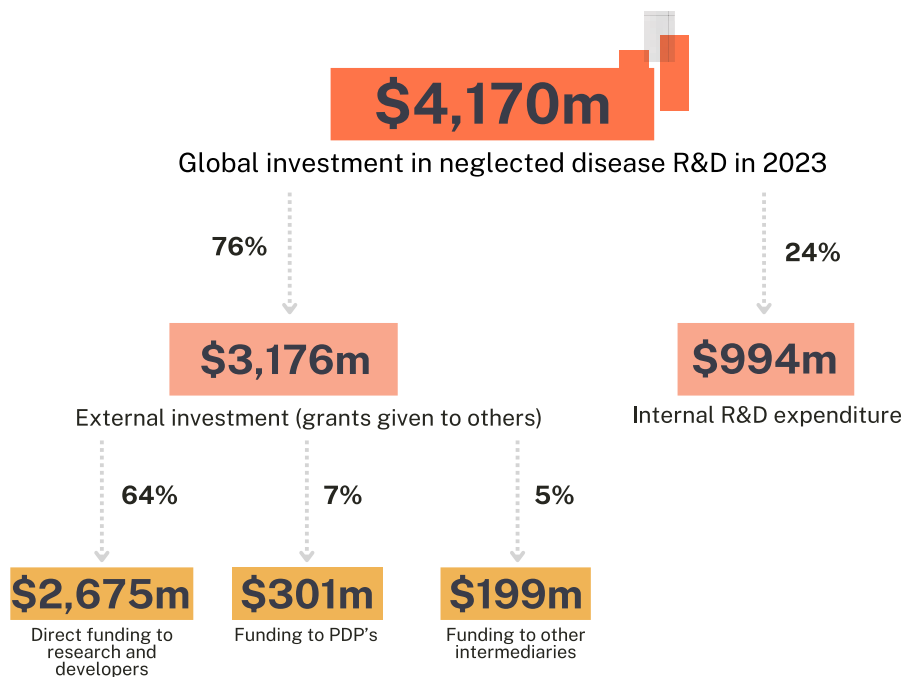 $4,170m
Global investment in neglected disease R&D in 2023
76%
24%
$3,176m
$994m
External investment (grants given to others)
Internal R&D expenditure
64%
7%
5%
$2,675m
$301m
$199m
Direct funding to
research and
developers
Funding to PDP's
Funding to other
intermediaries